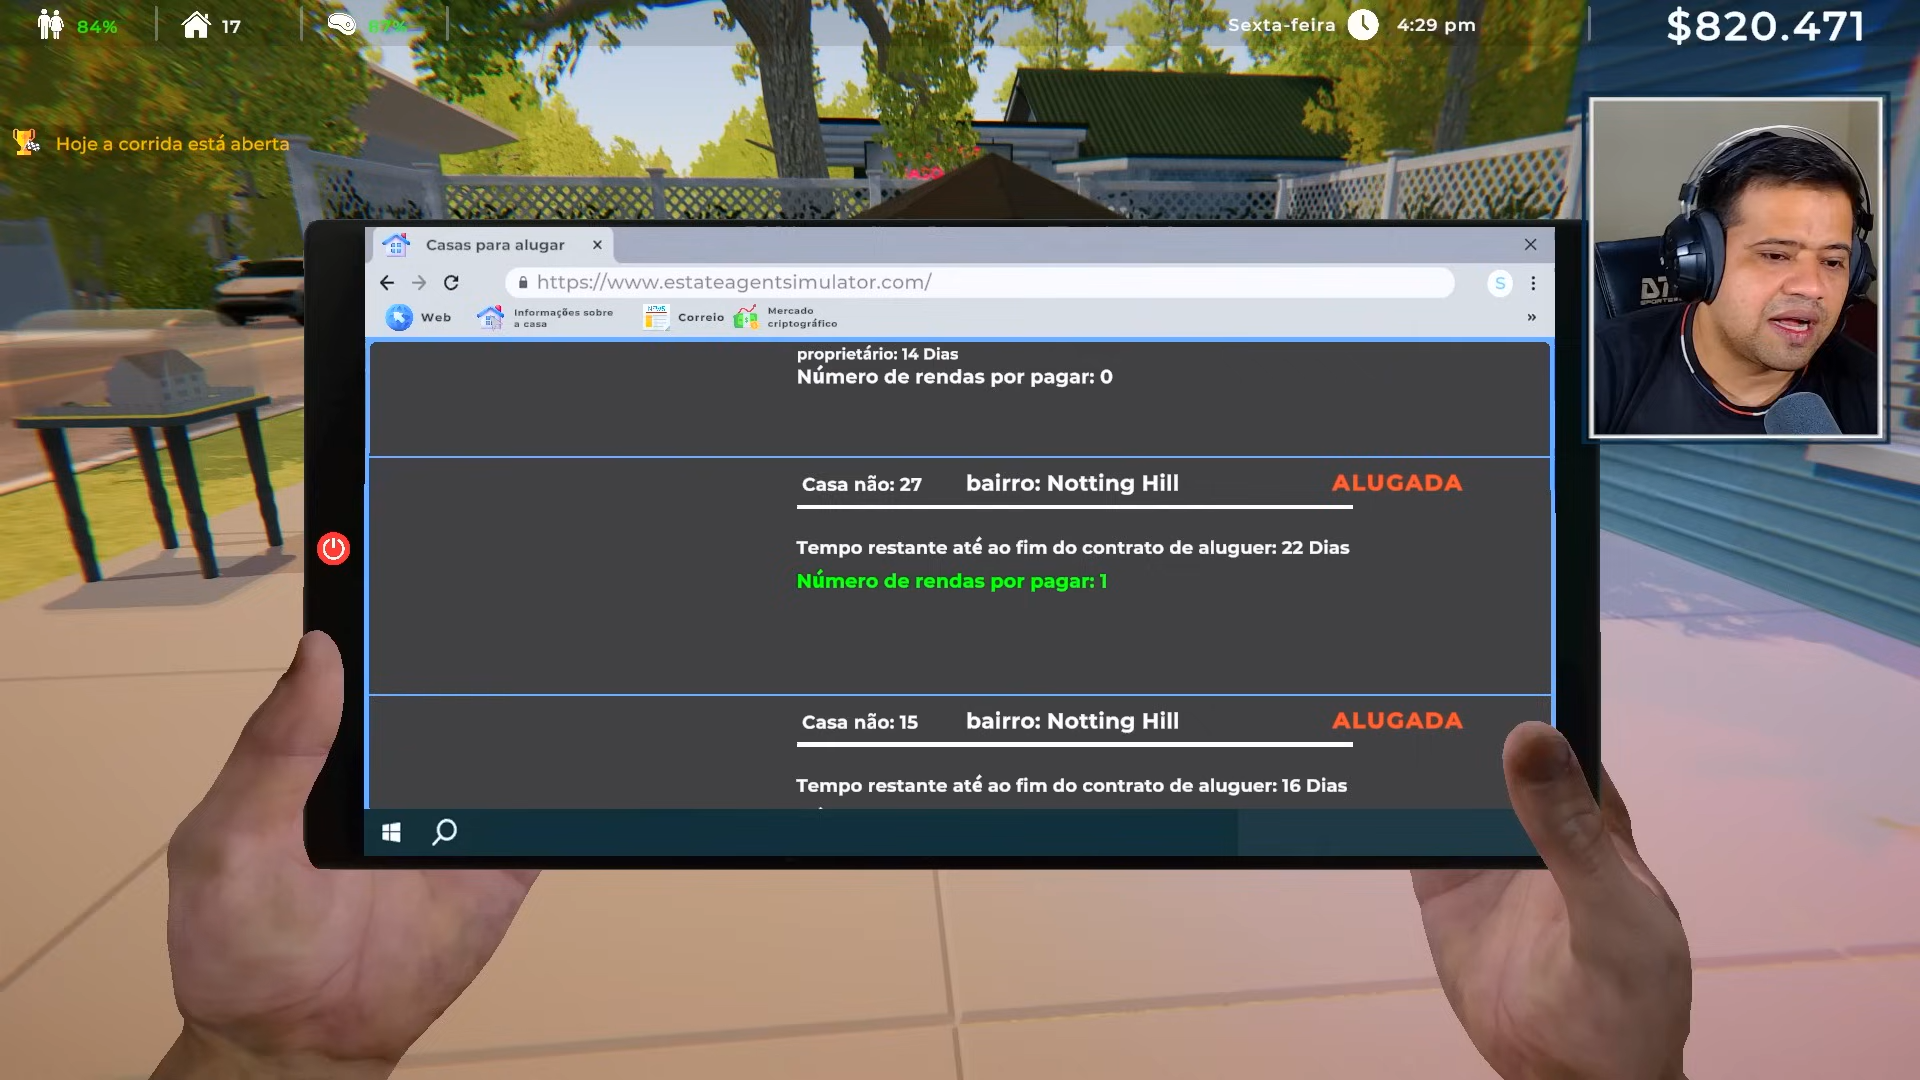 84%
17
87%
Sexta-feira
4:29 pm
$820.471
Hoje a corrida está aberta
Casas para alugar
https://www.estateagentsimulator.com/
S
Web
Informações sobre
a casa
NEWS
Correio
Mercado
criptográfico
»
proprietário: 14 Dias
Número de rendas por pagar: 0
Casa não: 27
bairro: Notting Hill
ALUGADA
Tempo restante até ao fim do contrato de aluguer: 22 Dias
Número de rendas por pagar: 1
Casa não: 15
bairro: Notting Hill
ALUGADA
Tempo restante até ao fim do contrato de aluguer: 16 Dias